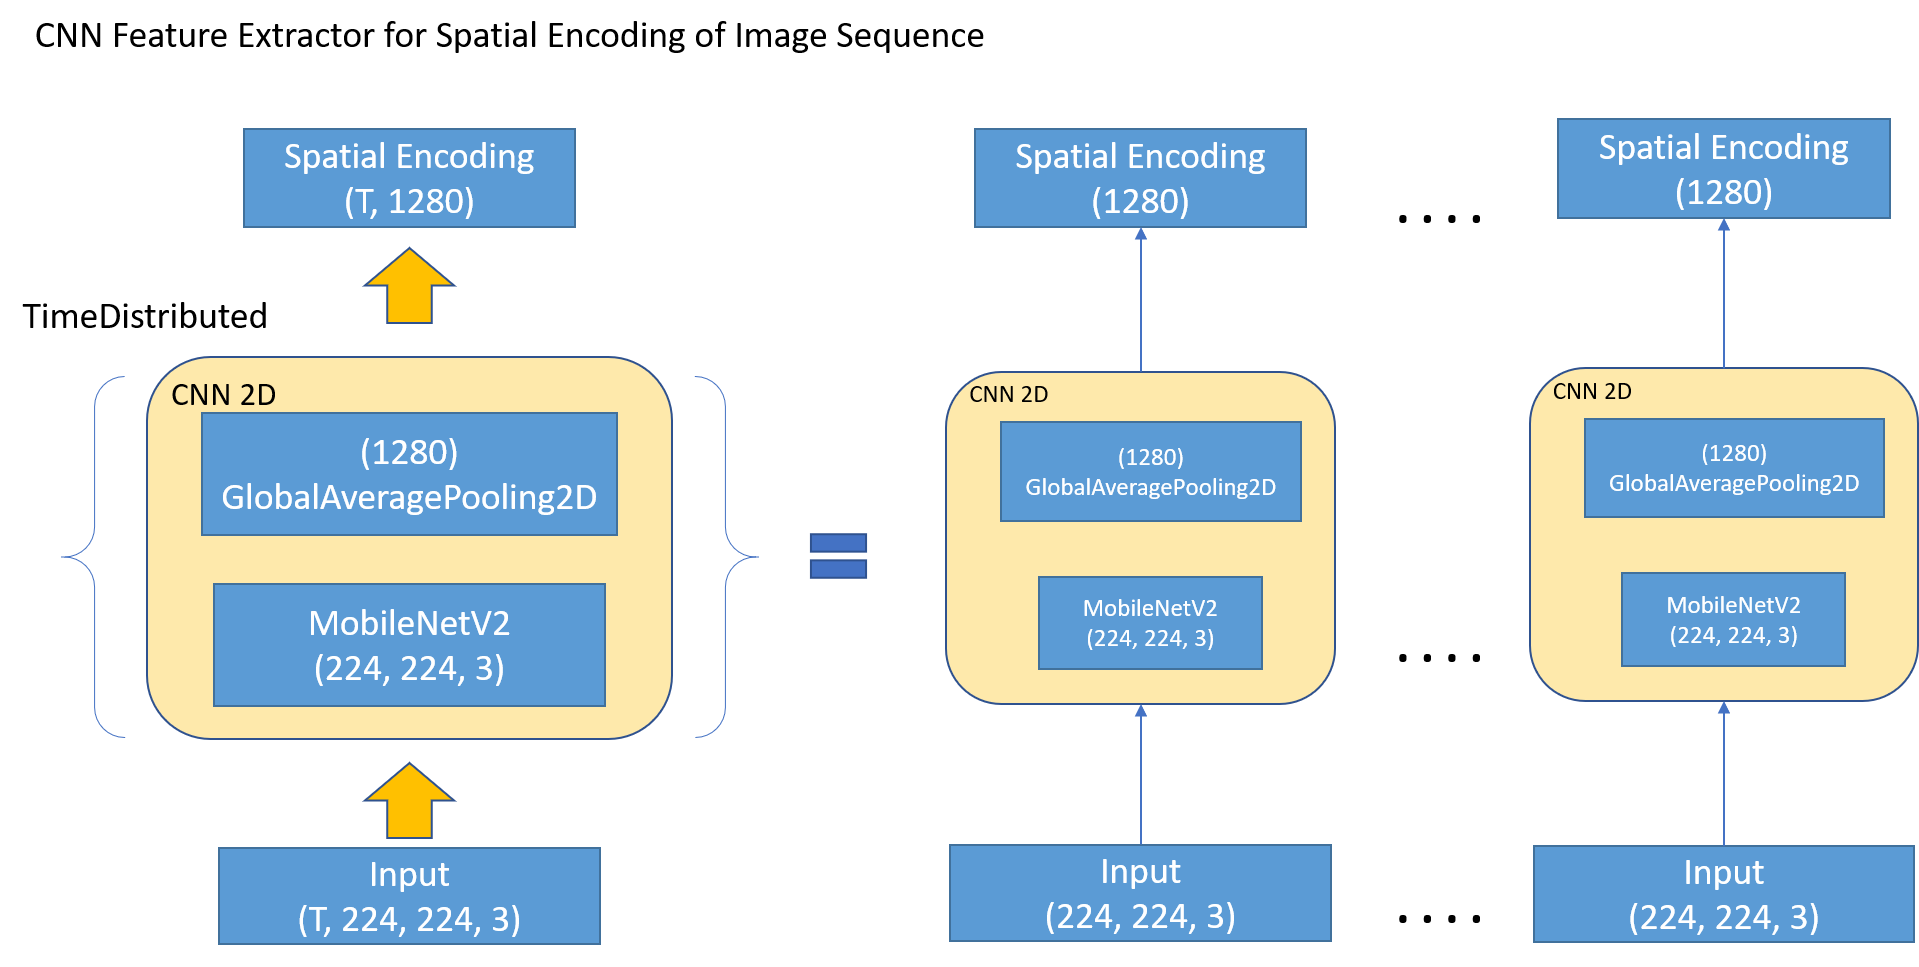 CNN Feature Extractor for Spatial Encoding of Image Sequence
Spatial Encoding
(T, 1280)
TimeDistributed
CNN 2D
(1280)
GlobalAveragePooling2D
MobileNetV2
(224, 224, 3)
Input
(T, 224, 224, 3)
Spatial Encoding
(1280)
CNN 2D
(1280)
GlobalAveragePooling2D
MobileNetV2
(224, 224, 3)
Input
(224, 224, 3)
. . . .
. . . .
. . . .
Spatial Encoding
(1280)
CNN 2D
(1280)
GlobalAveragePooling2D
MobileNetV2
(224, 224, 3)
Input
(224, 224, 3)